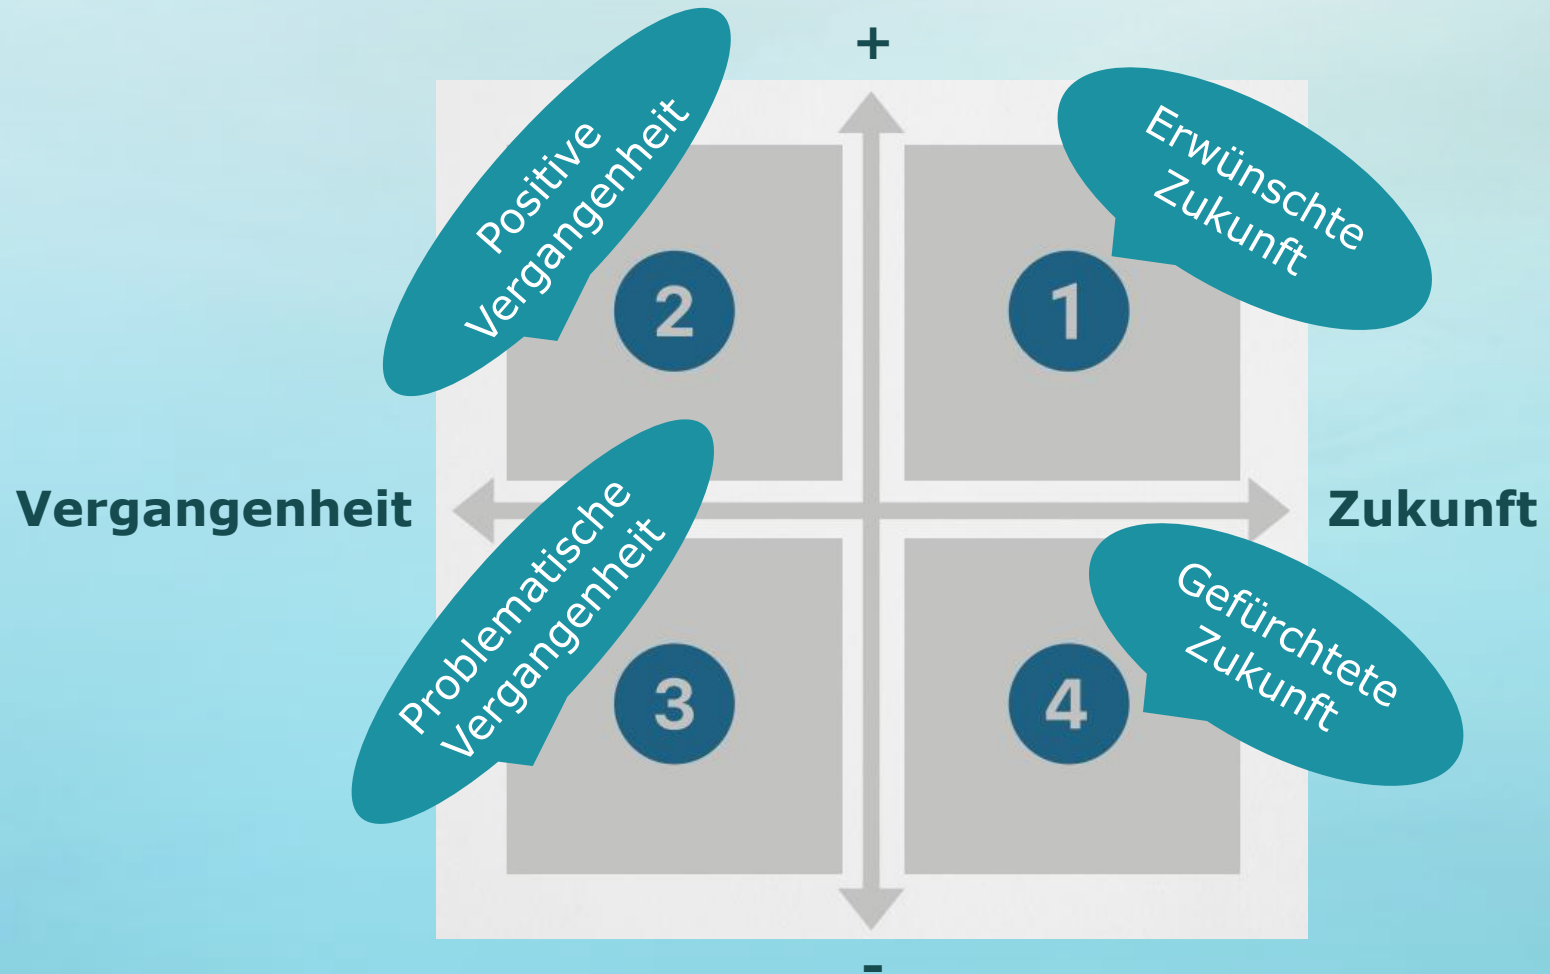 +
Positive
Vergangenheit
Erwünschte
Zukunft
2
1
Vergangenheit
Zukunft
Problematische
Vergangenheit
Gefürchtete
Zukunft
3
4
-